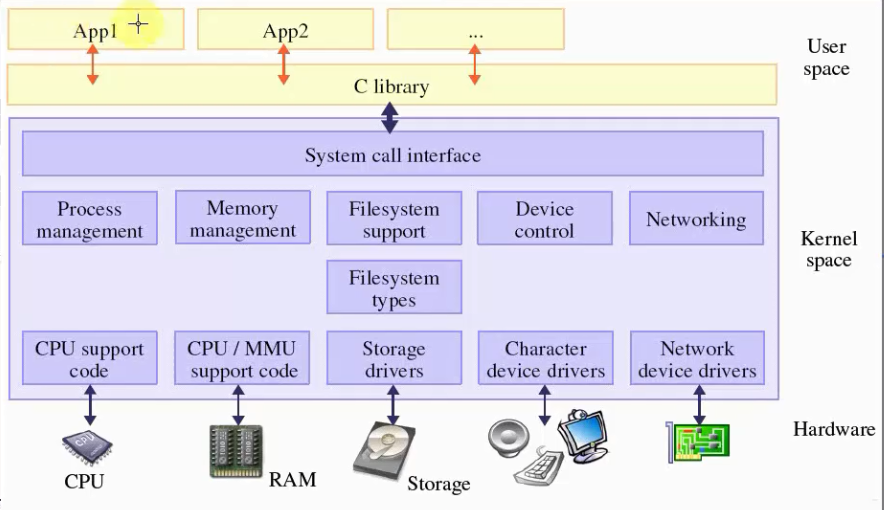 App1
App2
...
User
space
C library
System call interface
Process
management
Memory
management
Filesystem
support
Device
control
Networking
Kernel
space
Filesystem
types
CPU support
code
CPU / MMU
support code
Storage
drivers
Character
device drivers
Network
device drivers
Hardware
CPU
CPU
RAM
Storage